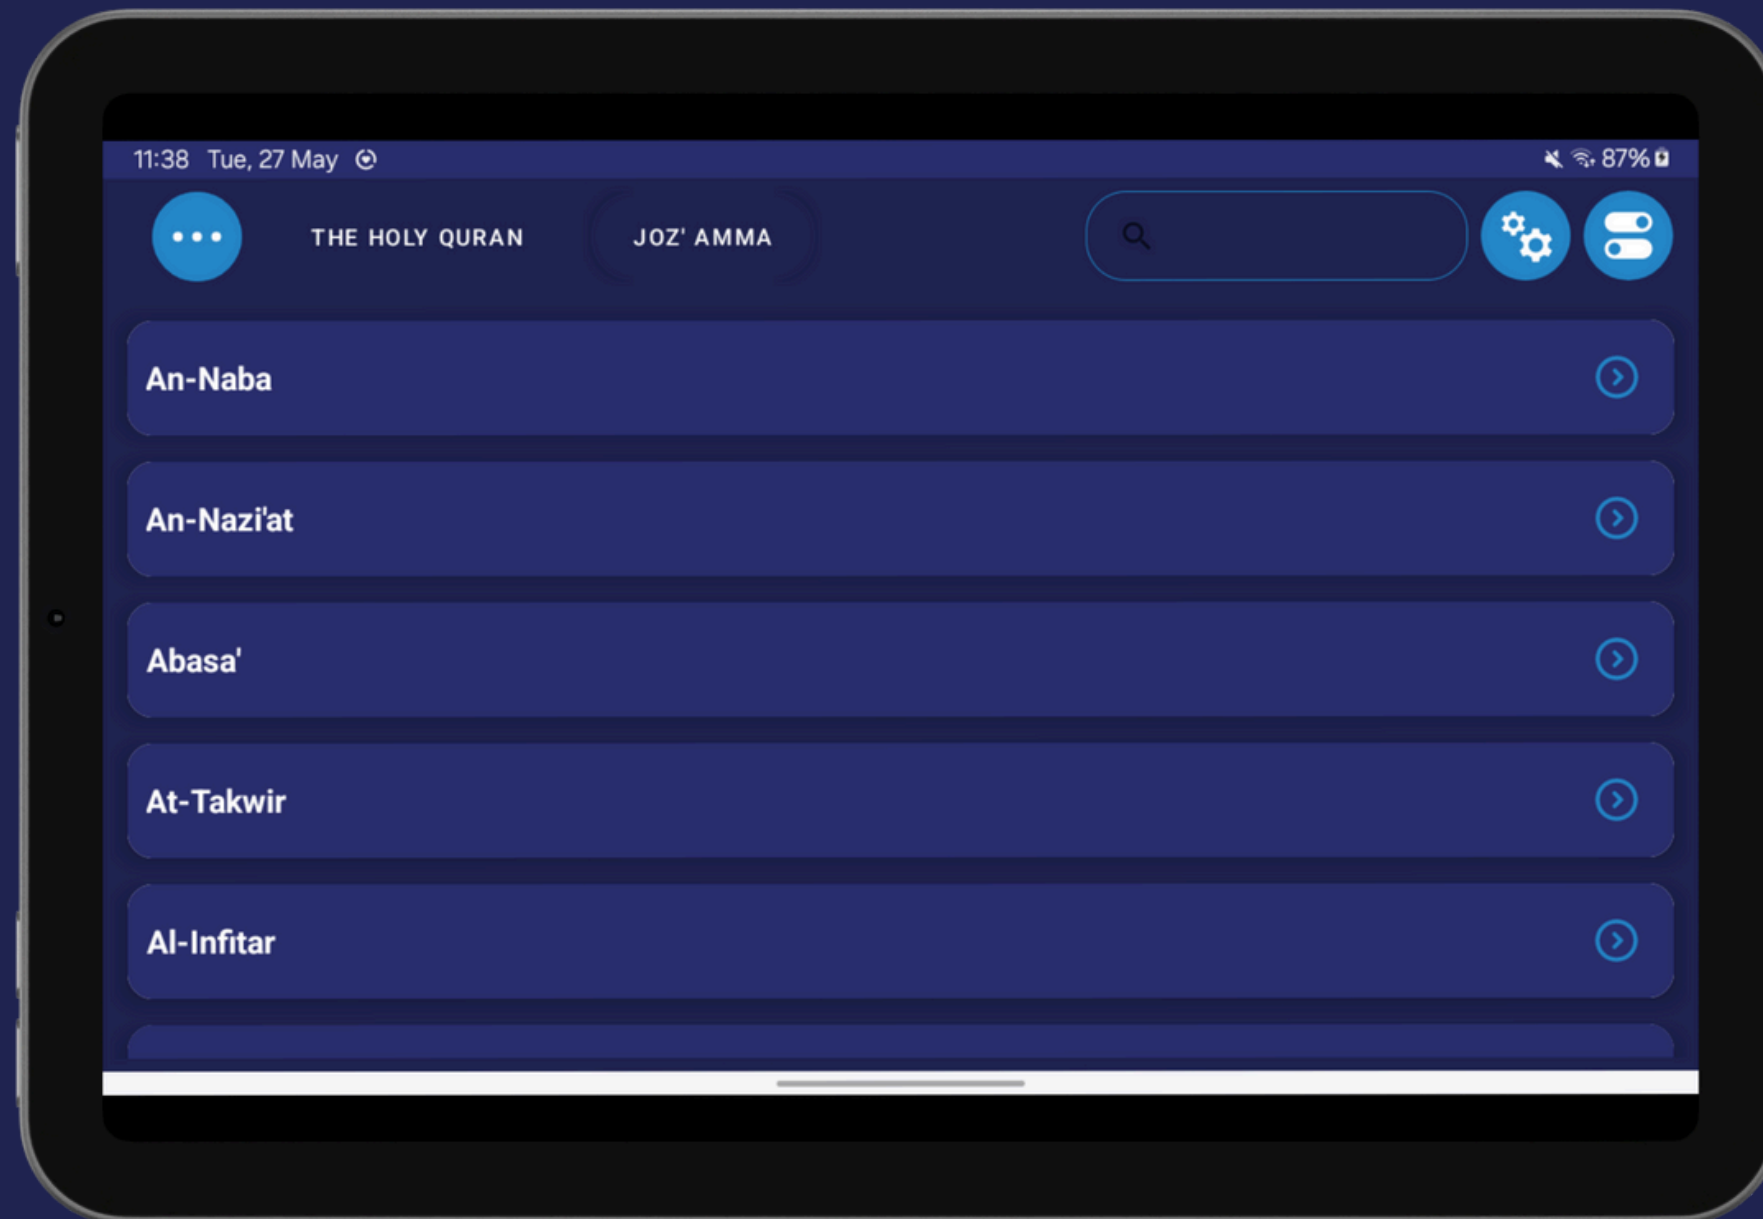 11:38 Tue, 27 May 87%
THE HOLY QURAN JOZ' AMMA
An-Naba
An-Nazi'at
Abasa'
At-Takwir
Al-Infitar